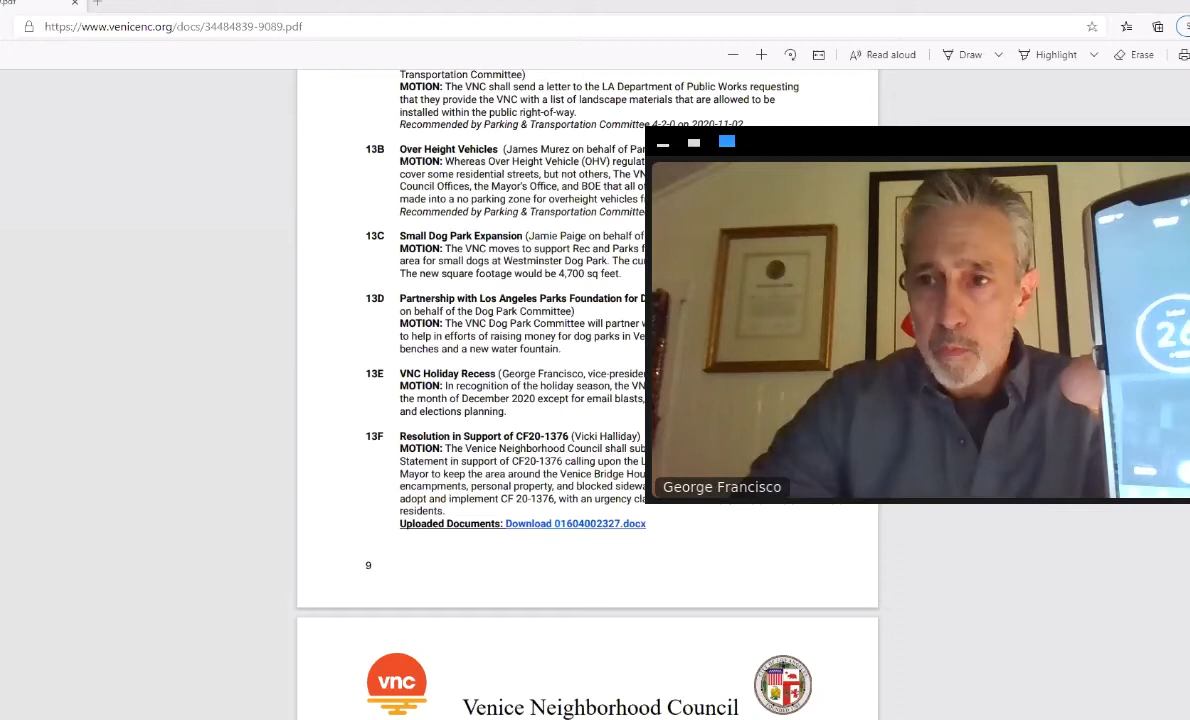 .pdf
https://www.venicenc.org/docs/34484839-9089.pdf
Read aloud
Draw
Highlight
Erase
Transportation Committee)
MOTION: The VNC shall send a letter to the LA Department of Public Works requesting
that they provide the VNC with a list of landscape materials that are allowed to be
installed within the public right-of-way.
Recommended by Parking & Transportation Committee 4-2-0 on 2020-11-02
13B Over Height Vehicles (James Murez on behalf of Par
MOTION: Whereas Over Height Vehicle (OHV) regulat
cover some residential streets, but not others, The VN
Council Offices, the Mayor's Office, and BOE that all of
made into a no parking zone for overheight vehicles f
Recommended by Parking & Transportation Committe
13C Small Dog Park Expansion (Jamie Paige on behalf of
MOTION: The VNC moves to support Rec and Parks f
area for small dogs at Westminster Dog Park. The cu
The new square footage would be 4,700 sq feet.
13D Partnership with Los Angeles Parks Foundation for D
on behalf of the Dog Park Committee)
MOTION: The VNC Dog Park Committee will partner w
to help in efforts of raising money for dog parks in Ve
benches and a new water fountain.
13E VNC Holiday Recess (George Francisco, vice-presiden
MOTION: In recognition of the holiday season, the VN
the month of December 2020 except for email blasts,
and elections planning.
13F Resolution in Support of CF20-1376 (Vicki Halliday)
MOTION: The Venice Neighborhood Council shall sub
Statement in support of CF20-1376 calling upon the L
Mayor to keep the area around the Venice Bridge Hou
encampments, personal property, and blocked sidewa
adopt and implement CF 20-1376, with an urgency cla
residents.
Uploaded Documents: Download 01604002327.docx
9
George Francisco
26
vnc
Venice Neighborhood Council